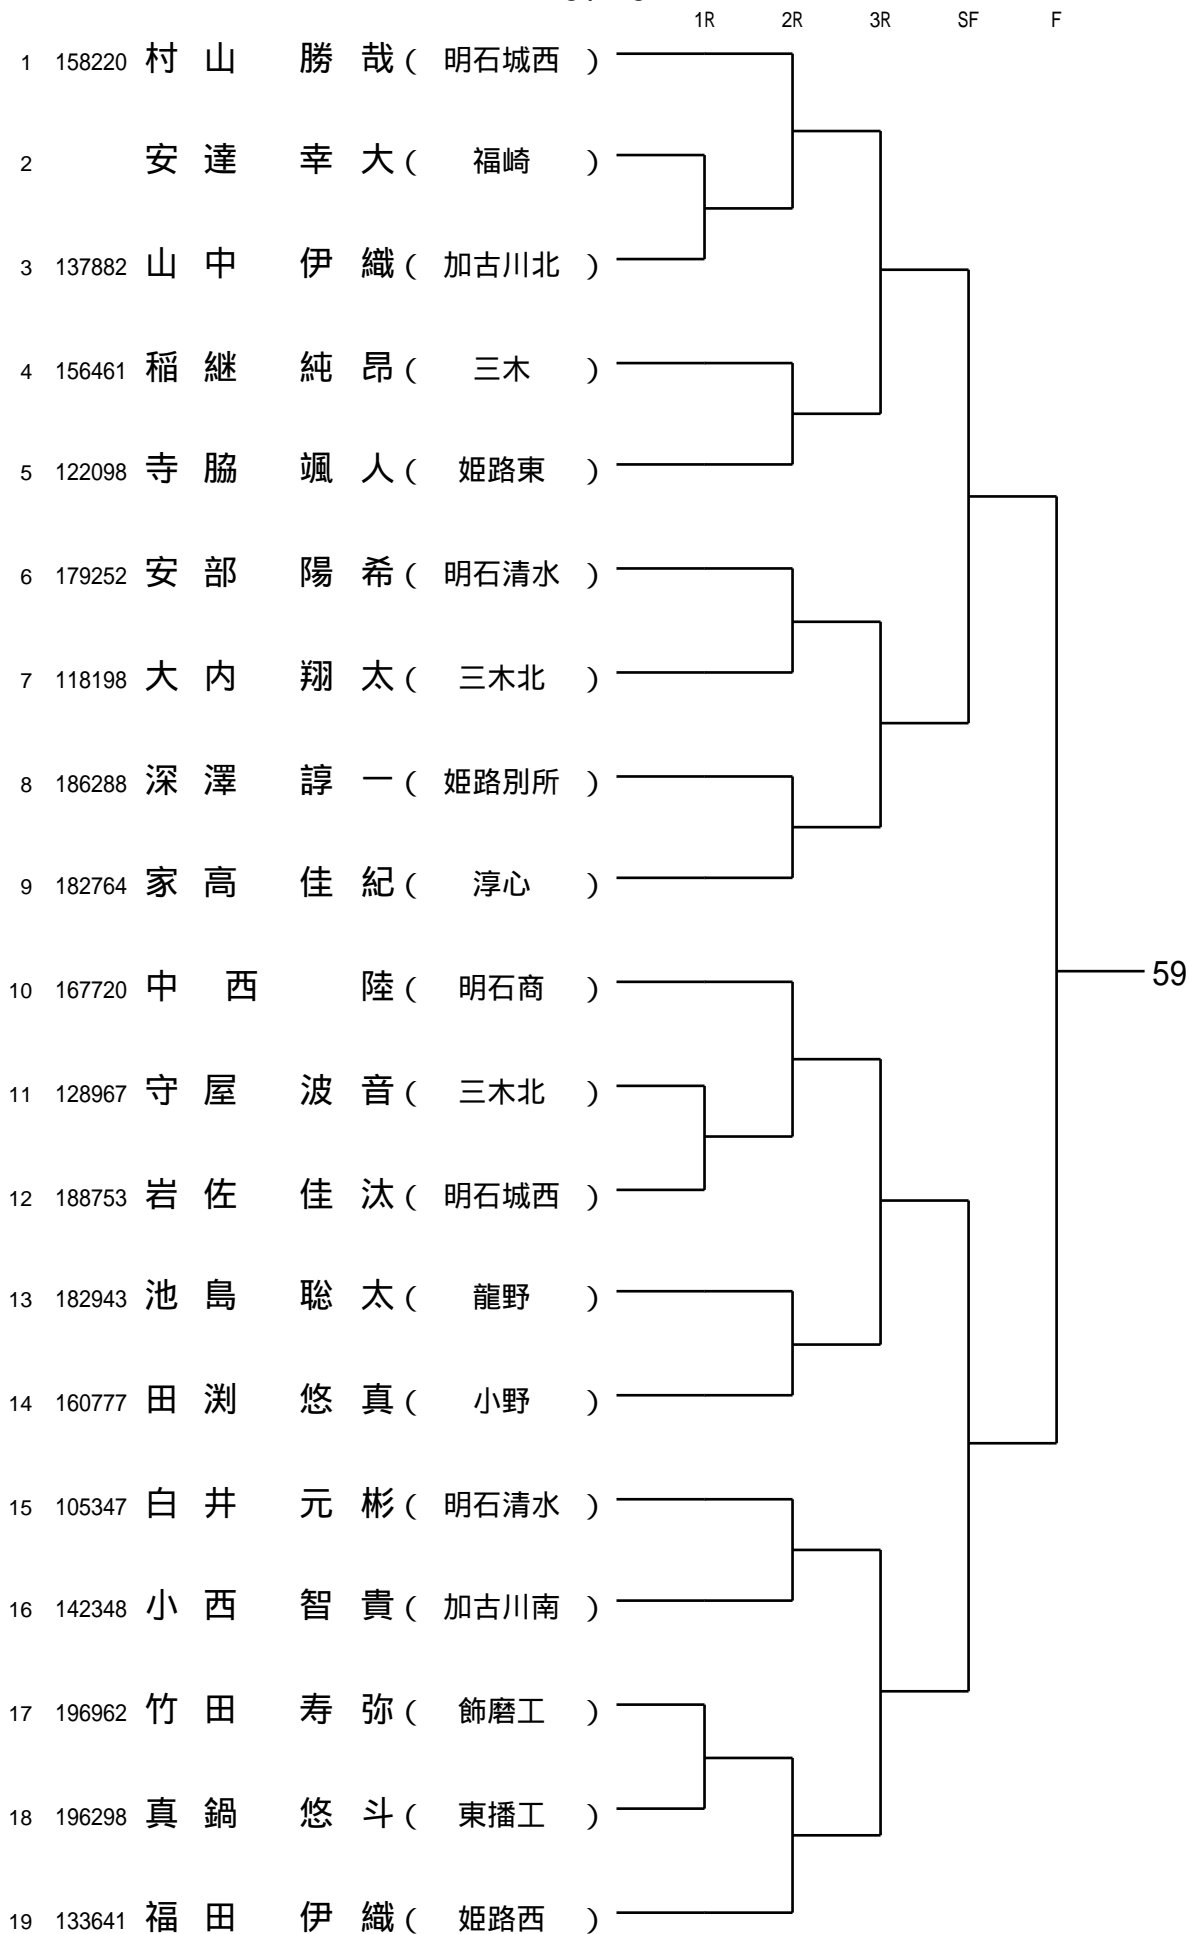 1R 2R 3R SF F
1 158220 村山 勝哉 ( 明石城西 )
2 安達 幸大 ( 福崎 )
3 137882 山中 伊織 ( 加古川北 )
4 156461 稲継 純昂 ( 三木 )
5 122098 寺脇 颯人 ( 姫路東 )
6 179252 安部 陽希 ( 明石清水 )
7 118198 大内 翔太 ( 三木北 )
8 186288 深澤 諄一 ( 姫路別所 )
9 182764 家高 佳紀 ( 淳心 )
59
10 167720 中西 陸 ( 明石商 )
11 128967 守屋 波音 ( 三木北 )
12 188753 岩佐 佳汰 ( 明石城西 )
13 182943 池島 聡太 ( 龍野 )
14 160777 田渕 悠真 ( 小野 )
15 105347 白井 元彬 ( 明石清水 )
16 142348 小西 智貴 ( 加古川南 )
17 196962 竹田 寿弥 ( 飾磨工 )
18 196298 真鍋 悠斗 ( 東播工 )
19 133641 福田 伊織 ( 姫路西 )